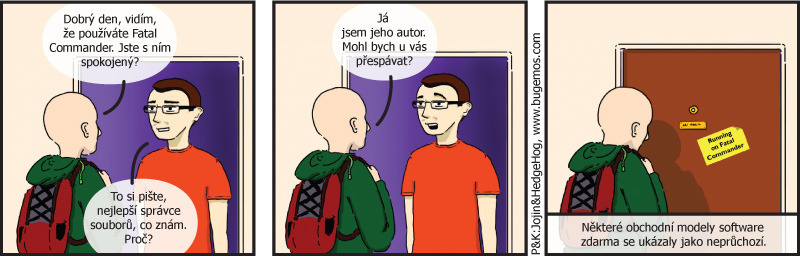 Dobrý den, vidím,
že používáte Fatal
Commander. Jste s ním
spokojený?
To si pište,
nejlepší správce
souborů, co znám.
Proč?
Já
jsem jeho autor.
Mohl bych u vás
přespávat?
P&K:Jojin&HedgeHog, www.bugemos.com
Running
on Fatal
Commander
Některé obchodní modely software
zdarma se ukázaly jako neprůchozí.